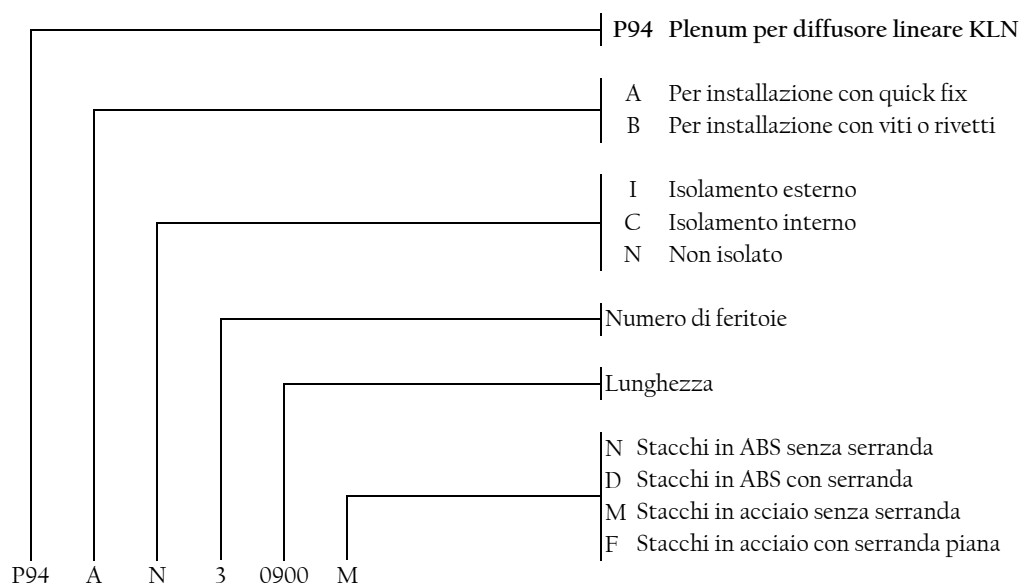 P94 Plenum per diffusore lineare KLN
A Per installazione con quick fix
B Per installazione con viti o rivetti
I Isolamento esterno
C Isolamento interno
N Non isolato
Numero di feritoie
Lunghezza
N Stacchi in ABS senza serranda
D Stacchi in ABS con serranda
M Stacchi in acciaio senza serranda
F Stacchi in acciaio con serranda piana
P94 A N 3 0900 M